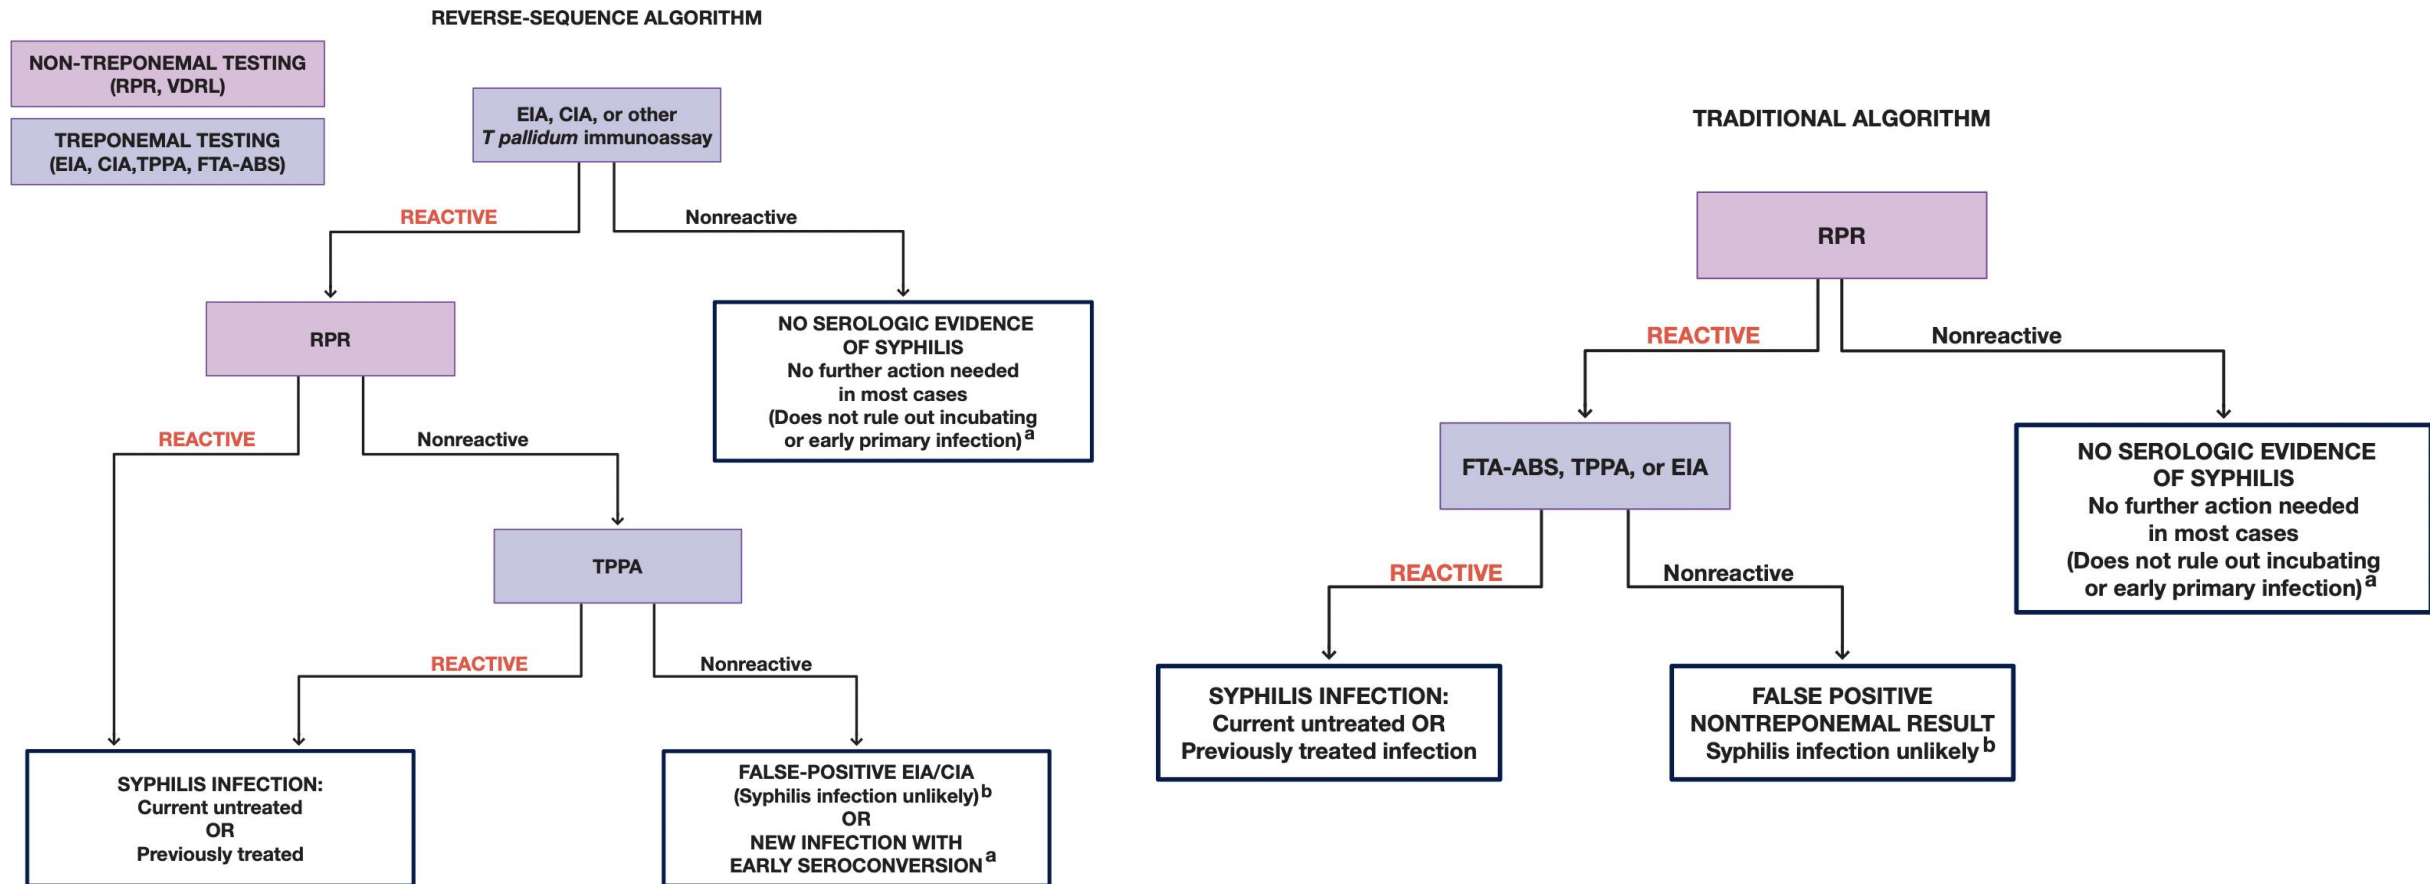 REVERSE-SEQUENCE ALGORITHM
NON-TREPONEMAL TESTING
(RPR, VDRL)
TREPONEMAL TESTING
(EIA, CIA,TPPA, FTA-ABS)
EIA, CIA, or other
T pallidum immunoassay
REACTIVE
Nonreactive
RPR
NO SEROLOGIC EVIDENCE
OF SYPHILIS
No further action needed
in most cases
(Does not rule out incubating
or early primary infection) a
REACTIVE
Nonreactive
TPPA
REACTIVE
Nonreactive
SYPHILIS INFECTION:
Current untreated
OR
Previously treated
FALSE-POSITIVE EIA/CIA
(Syphilis infection unlikely) b
OR
NEW INFECTION WITH
EARLY SEROCONVERSION a
TRADITIONAL ALGORITHM
RPR
REACTIVE
Nonreactive
FTA-ABS, TPPA, or EIA
NO SEROLOGIC EVIDENCE
OF SYPHILIS
No further action needed
in most cases
(Does not rule out incubating
or early primary infection) a
REACTIVE
Nonreactive
SYPHILIS INFECTION:
Current untreated OR
Previously treated infection
FALSE POSITIVE
NONTREPONEMAL RESULT
Syphilis infection unlikely b